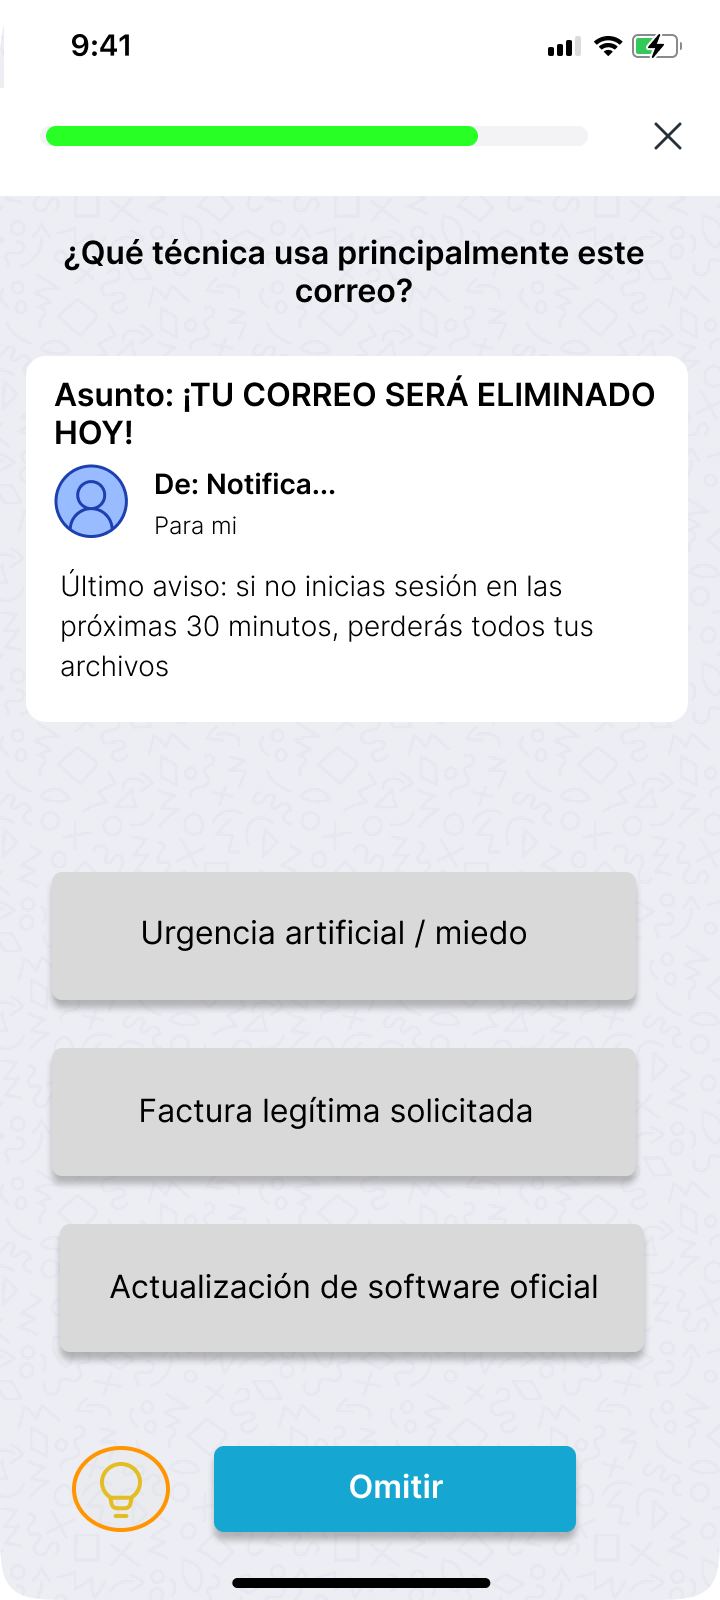 9:41
¿Qué técnica usa principalmente este
correo?
Asunto: ¡TU CORREO SERÁ ELIMINADO
HOY!
De: Notifica...
Para mi
Último aviso: si no inicias sesión en las
próximas 30 minutos, perderás todos tus
archivos
Urgencia artificial / miedo
Factura legítima solicitada
Actualización de software oficial
Omitir